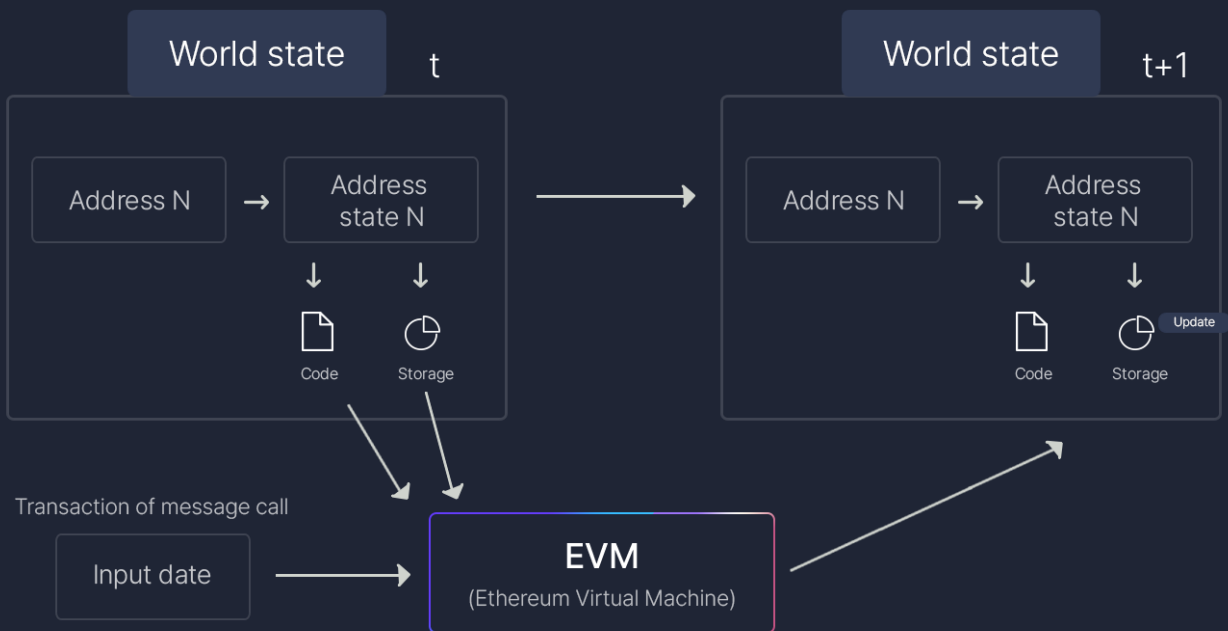 World state
t
Address N
Address
state N
Code
Storage
World state
t+1
Address N
Address
state N
Update
Code
Storage
Transaction of message call
Input date
EVM
(Ethereum Virtual Machine)